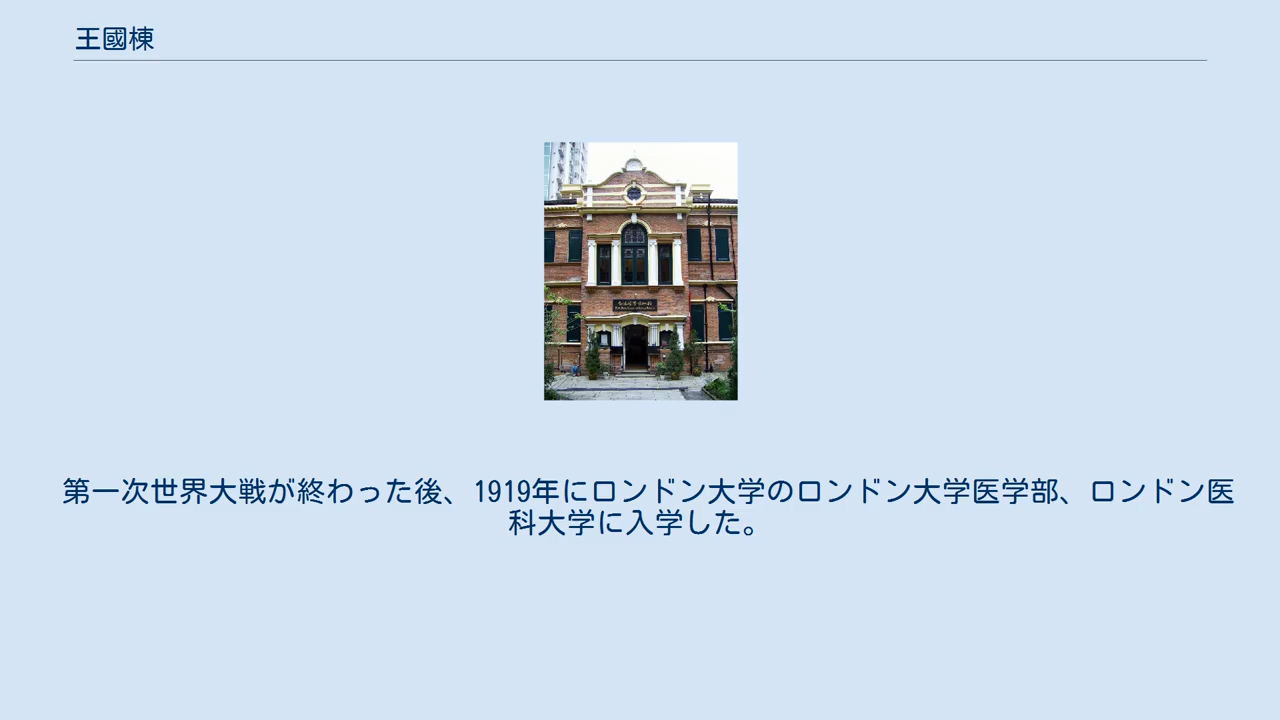 王國棟
第一次世界大戦が終わった後、1919年にロンドン大学のロンドン大学医学部、ロンドン医
科大学に入学した。